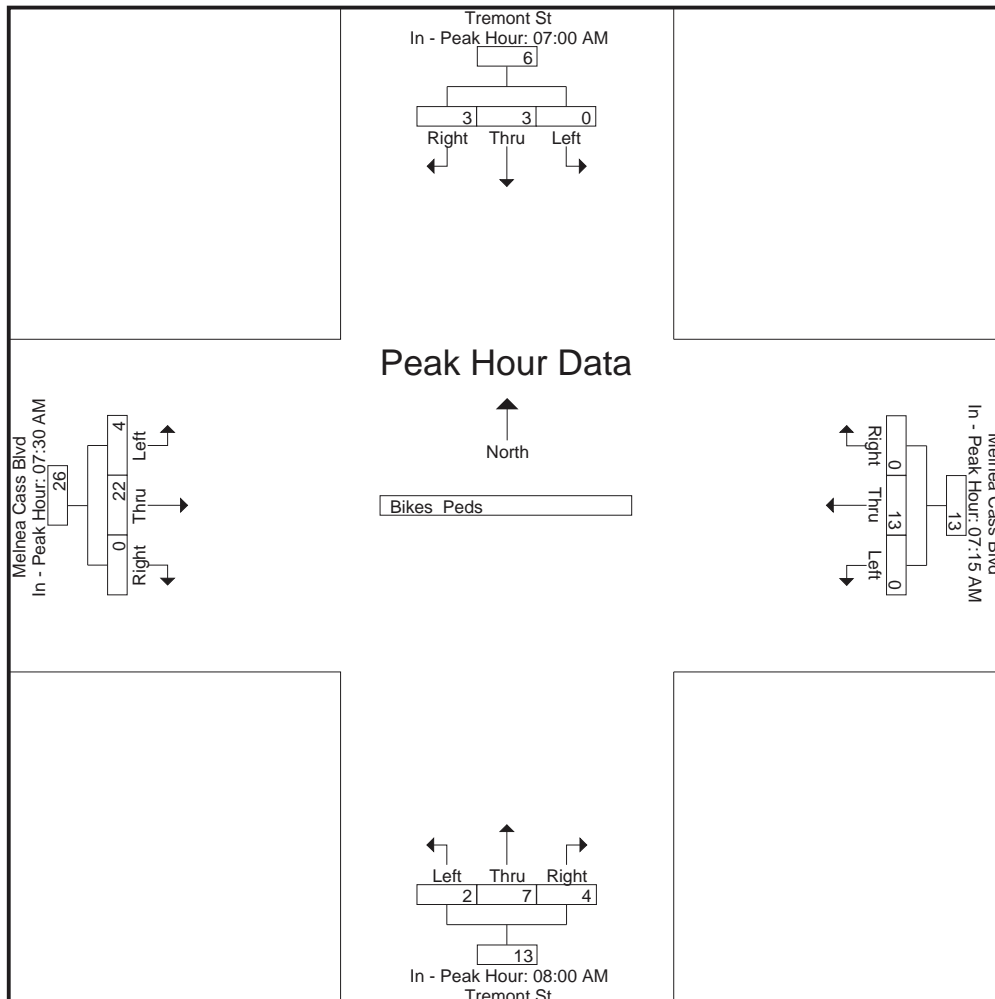 Tremont St
In - Peak Hour: 07:00 AM
6
3 3 0
Right Thru Left
Peak Hour Data
North
Bikes Peds
Melnea Cass Blvd
In - Peak Hour: 07:30 AM
26
4 22 0
Left Thru Right
Melnea Cass Blvd
In - Peak Hour: 07:15 AM
13
0 13 0
Right Thru Left
Left Thru Right
2 7 4
13
In - Peak Hour: 08:00 AM
Tremont St